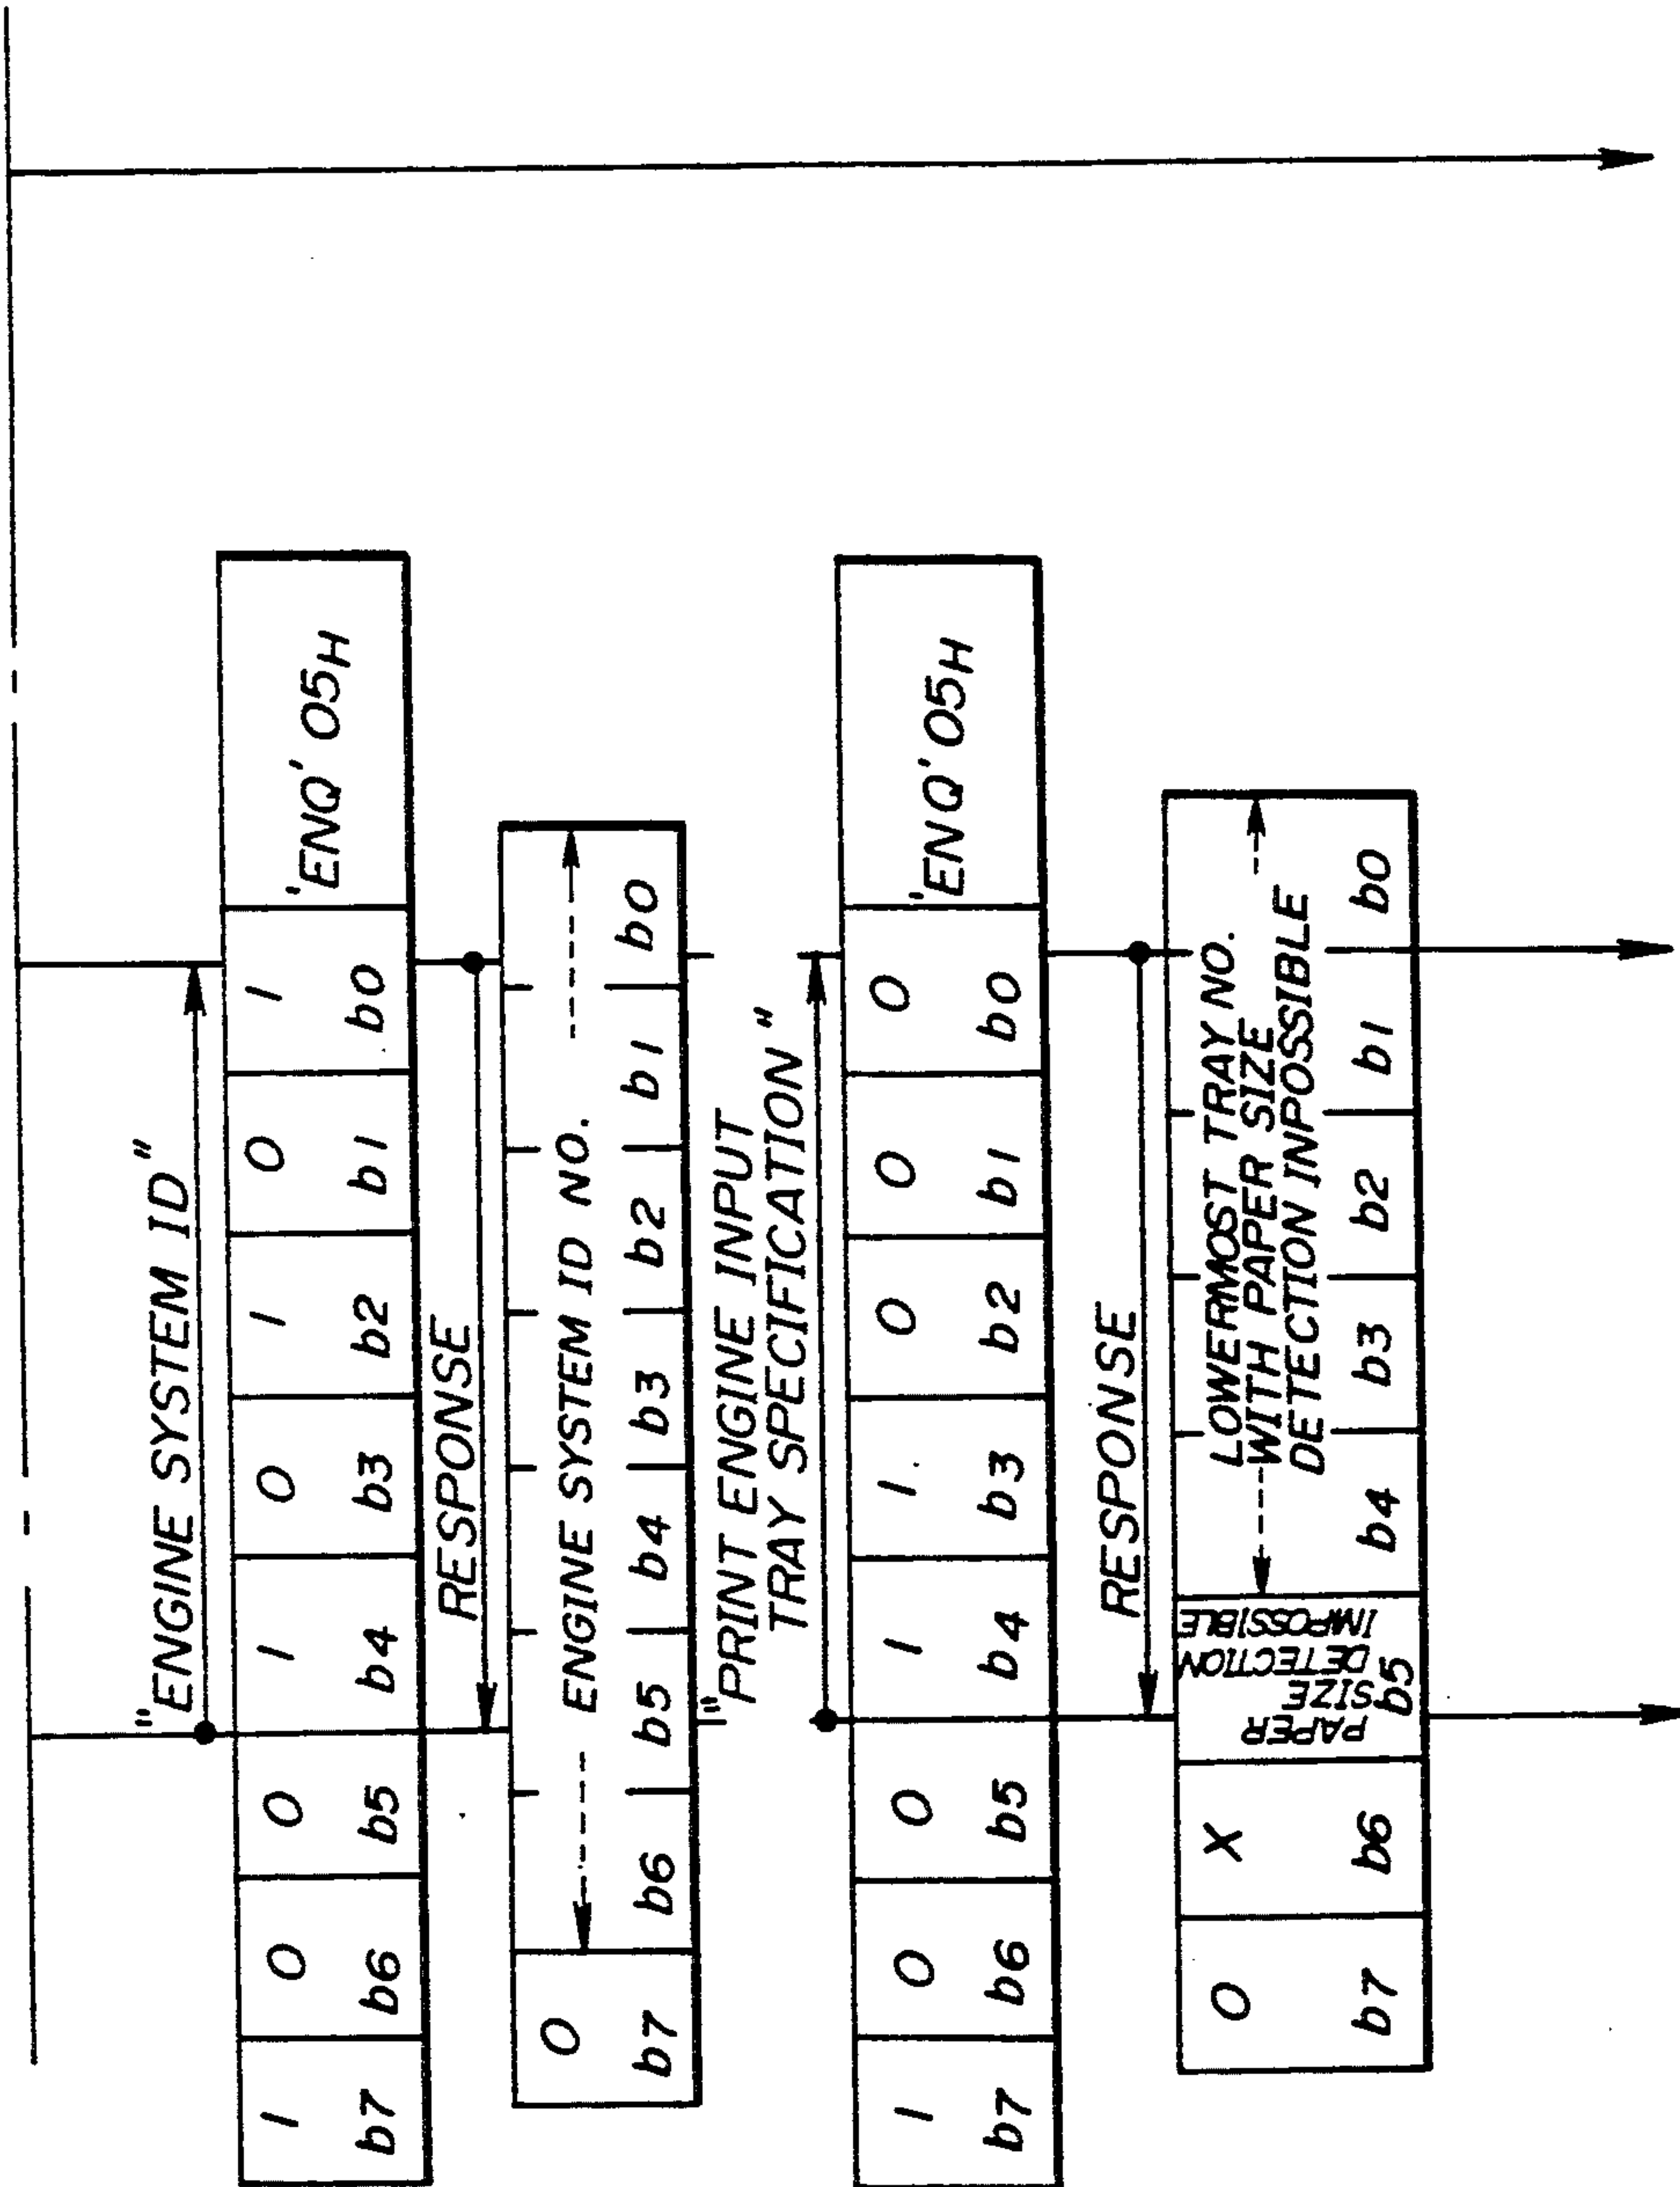 "ENGINE SYSTEM ID"
1 0 0 1 0 1 0 1 'ENQ' 05H
b7 b6 b5 b4 b3 b2 b1 b0
RESPONSE
0 ENGINE SYSTEM ID NO.
b7 b6 b5 b4 b3 b2 b1 b0
"PRINT ENGINE INPUT
TRAY SPECIFICATION"
1 0 0 1 1 0 0 0 'ENQ' 05H
b7 b6 b5 b4 b3 b2 b1 b0
RESPONSE
0 X
PAPER
SIZE
DETECTION
IMPOSSIBLE
LOWERMOST TRAY NO.
WITH PAPER SIZE
DETECTION INPOSSIBLE
b7 b6 b5 b4 b3 b2 b1 b0